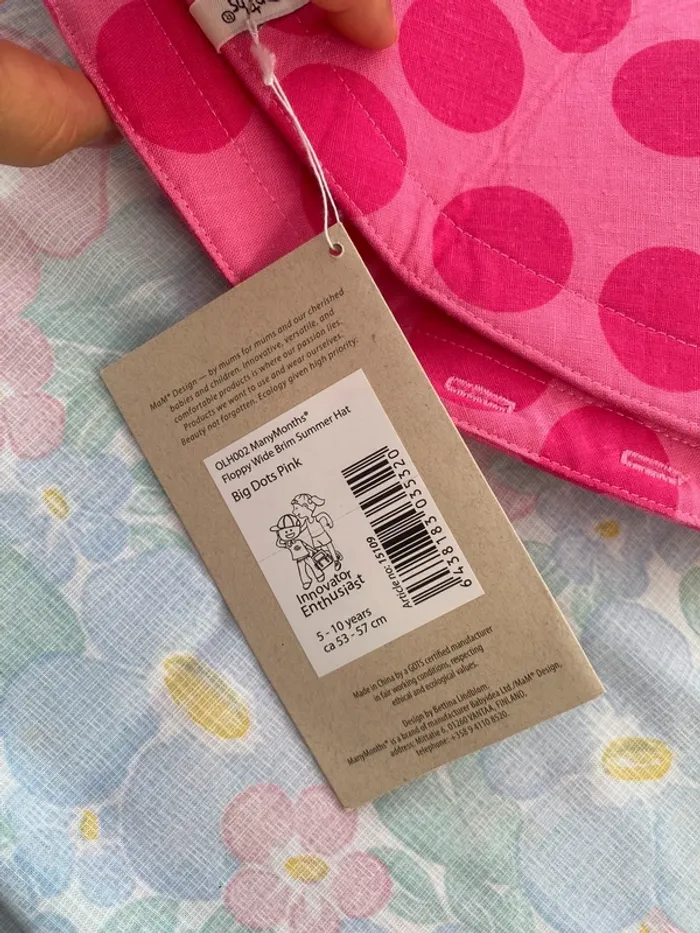 MaM® Design — by mums for mums and our cherished
babies and children: innovative, versatile, and
comfortable products is where our passion lies.
Products we want to use and wear ourselves.
Beauty not forgotten. Ecology given high priority.
OLH002 ManyMonths®
Floppy Wide Brim Summer Hat
Big Dots Pink
Innovator
Enthusiast
5 - 10 years
ca 53 - 57 cm
Article no: 15109
6438183035520
Made in China by a GOTS certified manufacturer
in fair working conditions, respecting
ethical and ecological values.
Design by Bettina Lindblom.
ManyMonths® is a brand of manufacturer Babyidea Ltd./MaM® Design,
address: Mittatie 6, 01260 VANTAA, FINLAND,
telephone: +358 9 4110 8520.